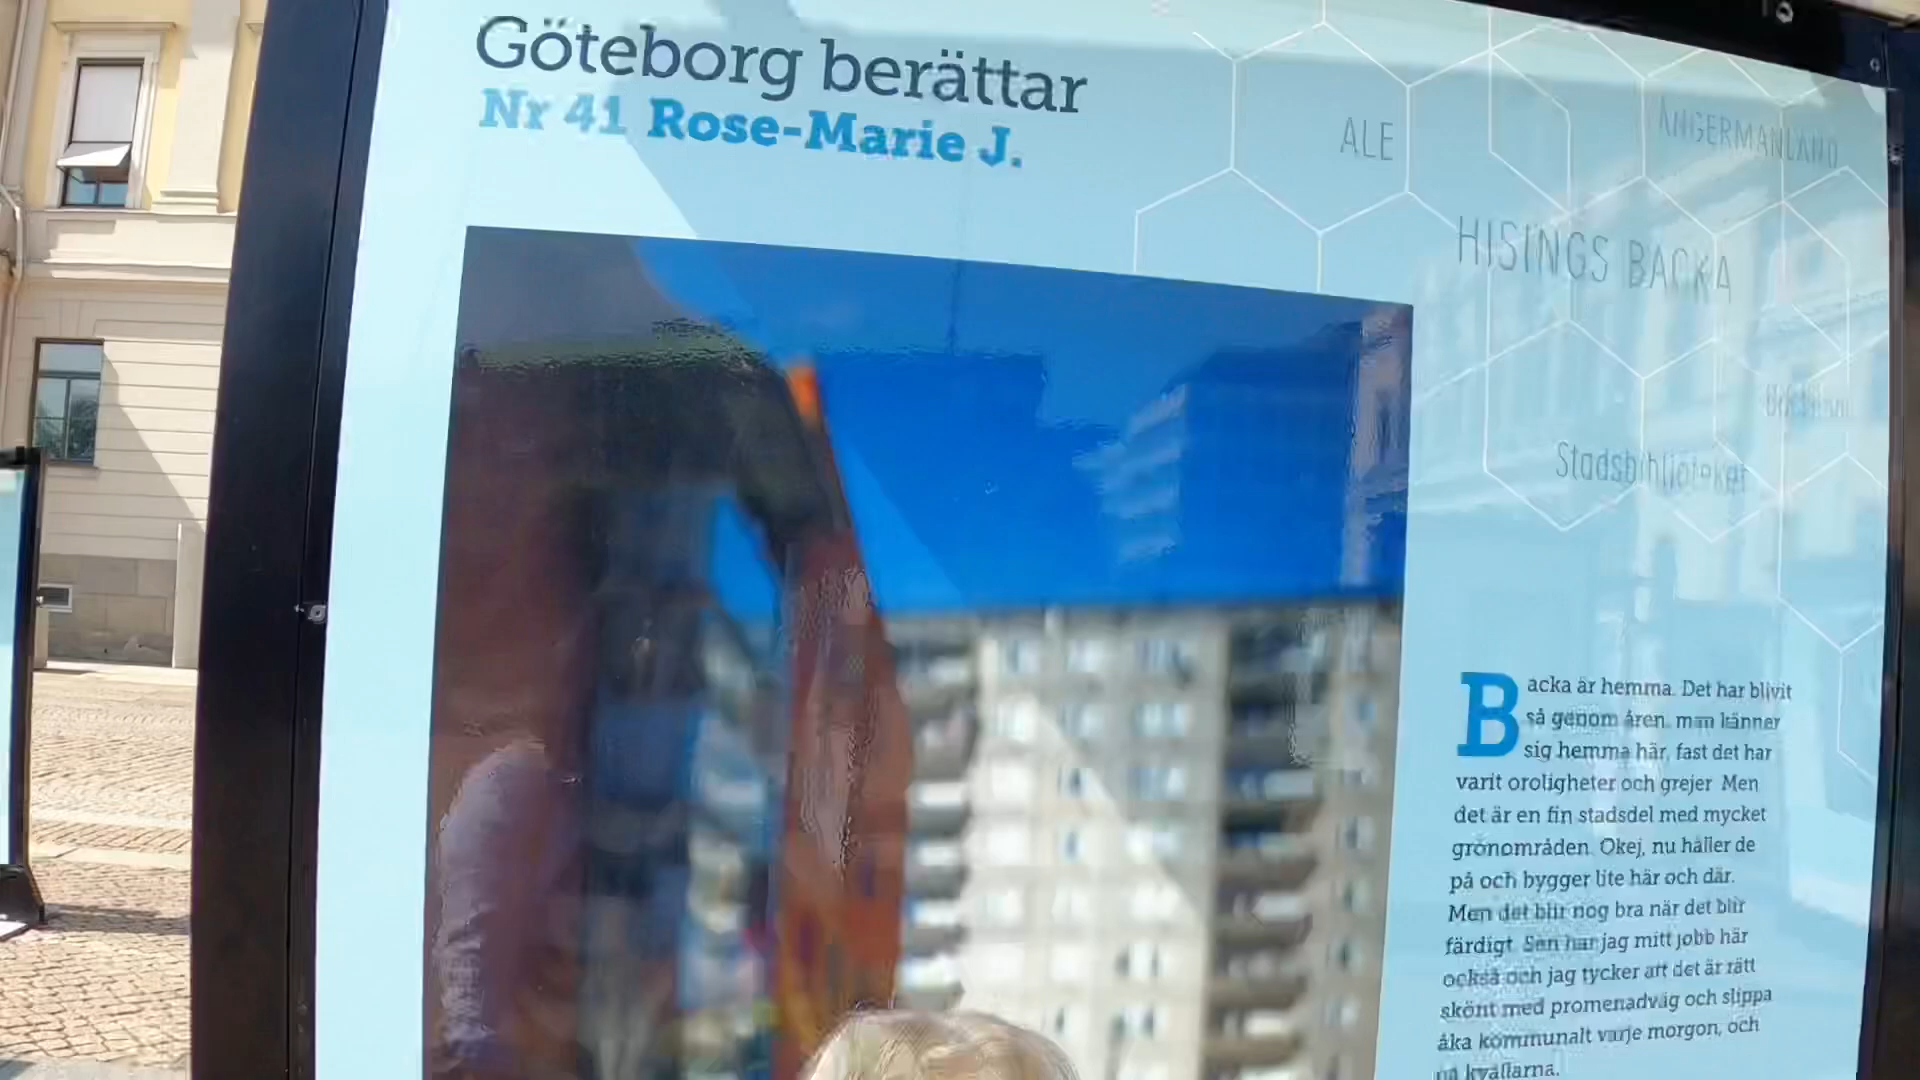 Göteborg berättar
Nr 41 Rose-Marie J.
ALE
ÅNGERMANLAND
HISINGS BACKA
Stadsbiblioteket
Backa är hemma. Det har blivit
så genom åren, man känner
sig hemma här, fast det har
varit oroligheter och grejer. Men
det är en fin stadsdel med mycket
grönområden. Okej, nu håller de
på och bygger lite här och där.
Men det blir nog bra när det blir
färdigt. Sen har jag mitt jobb här
också och jag tycker att det är rätt
skönt med promenadväg och slippa
åka kommunalt varje morgon, och
på kvällarna.